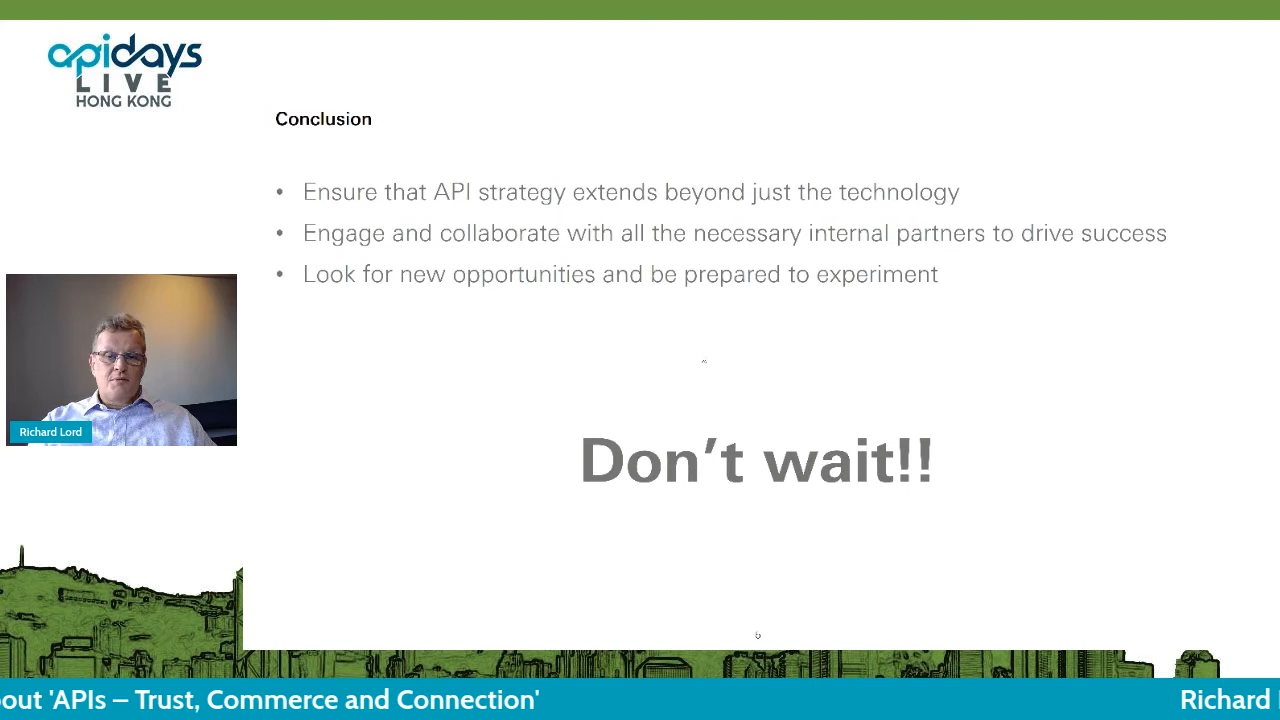 apidays
LIVE
HONG KONG
Conclusion
• Ensure that API strategy extends beyond just the technology
• Engage and collaborate with all the necessary internal partners to drive success
• Look for new opportunities and be prepared to experiment
Richard Lord
Don’t wait!!
6
out 'APIs – Trust, Commerce and Connection'
Richard